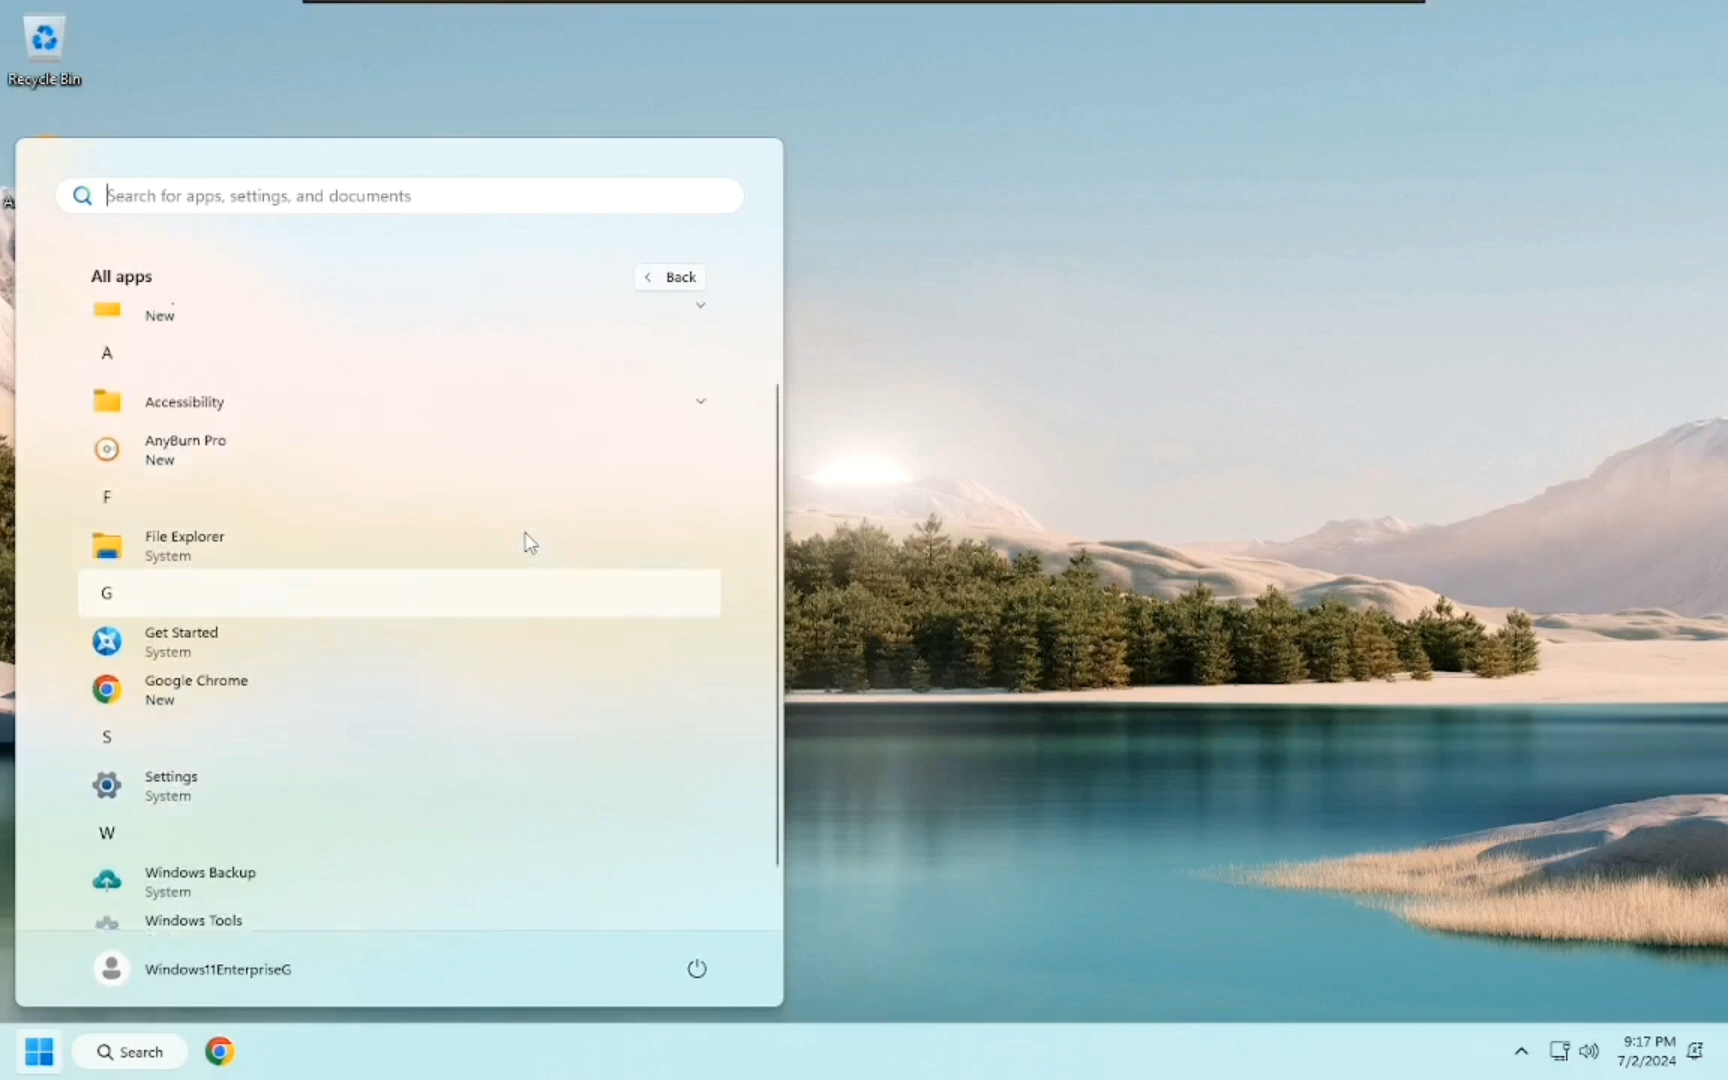 Recycle Bin
A
Search for apps, settings, and documents
All apps
Back
New
A
Accessibility
AnyBurn Pro
New
F
File Explorer
System
G
Get Started
System
Google Chrome
New
S
Settings
System
W
Windows Backup
System
Windows Tools
Windows11EnterpriseG
Search
9:17 PM
7/2/2024